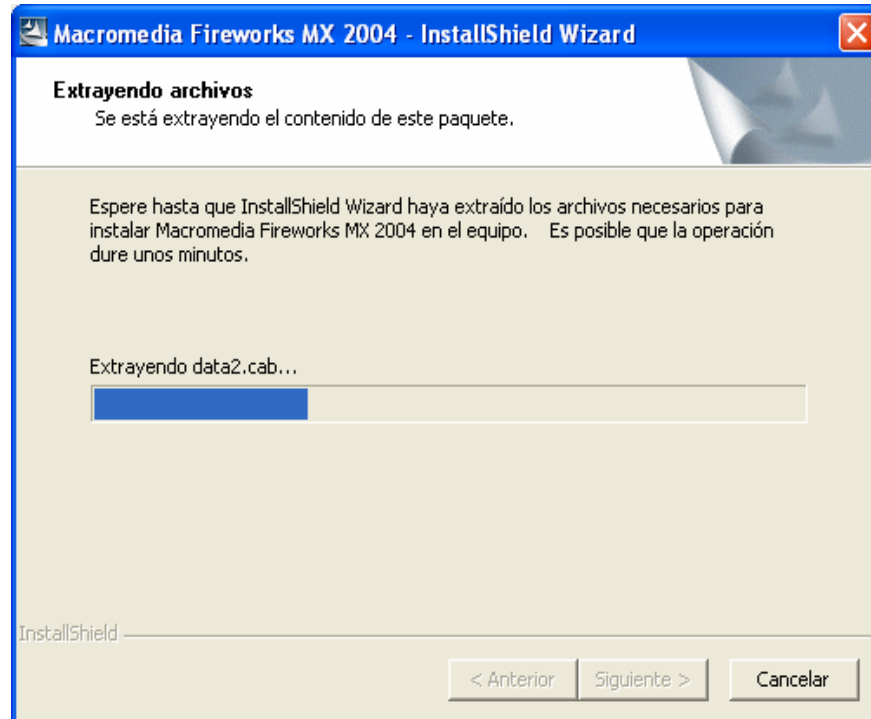 Macromedia Fireworks MX 2004 - InstallShield Wizard
Extrayendo archivos
Se está extrayendo el contenido de este paquete.
Espere hasta que InstallShield Wizard haya extraído los archivos necesarios para
instalar Macromedia Fireworks MX 2004 en el equipo. Es posible que la operación
dure unos minutos.
Extrayendo data2.cab...
InstallShield
< Anterior
Siguiente >
Cancelar